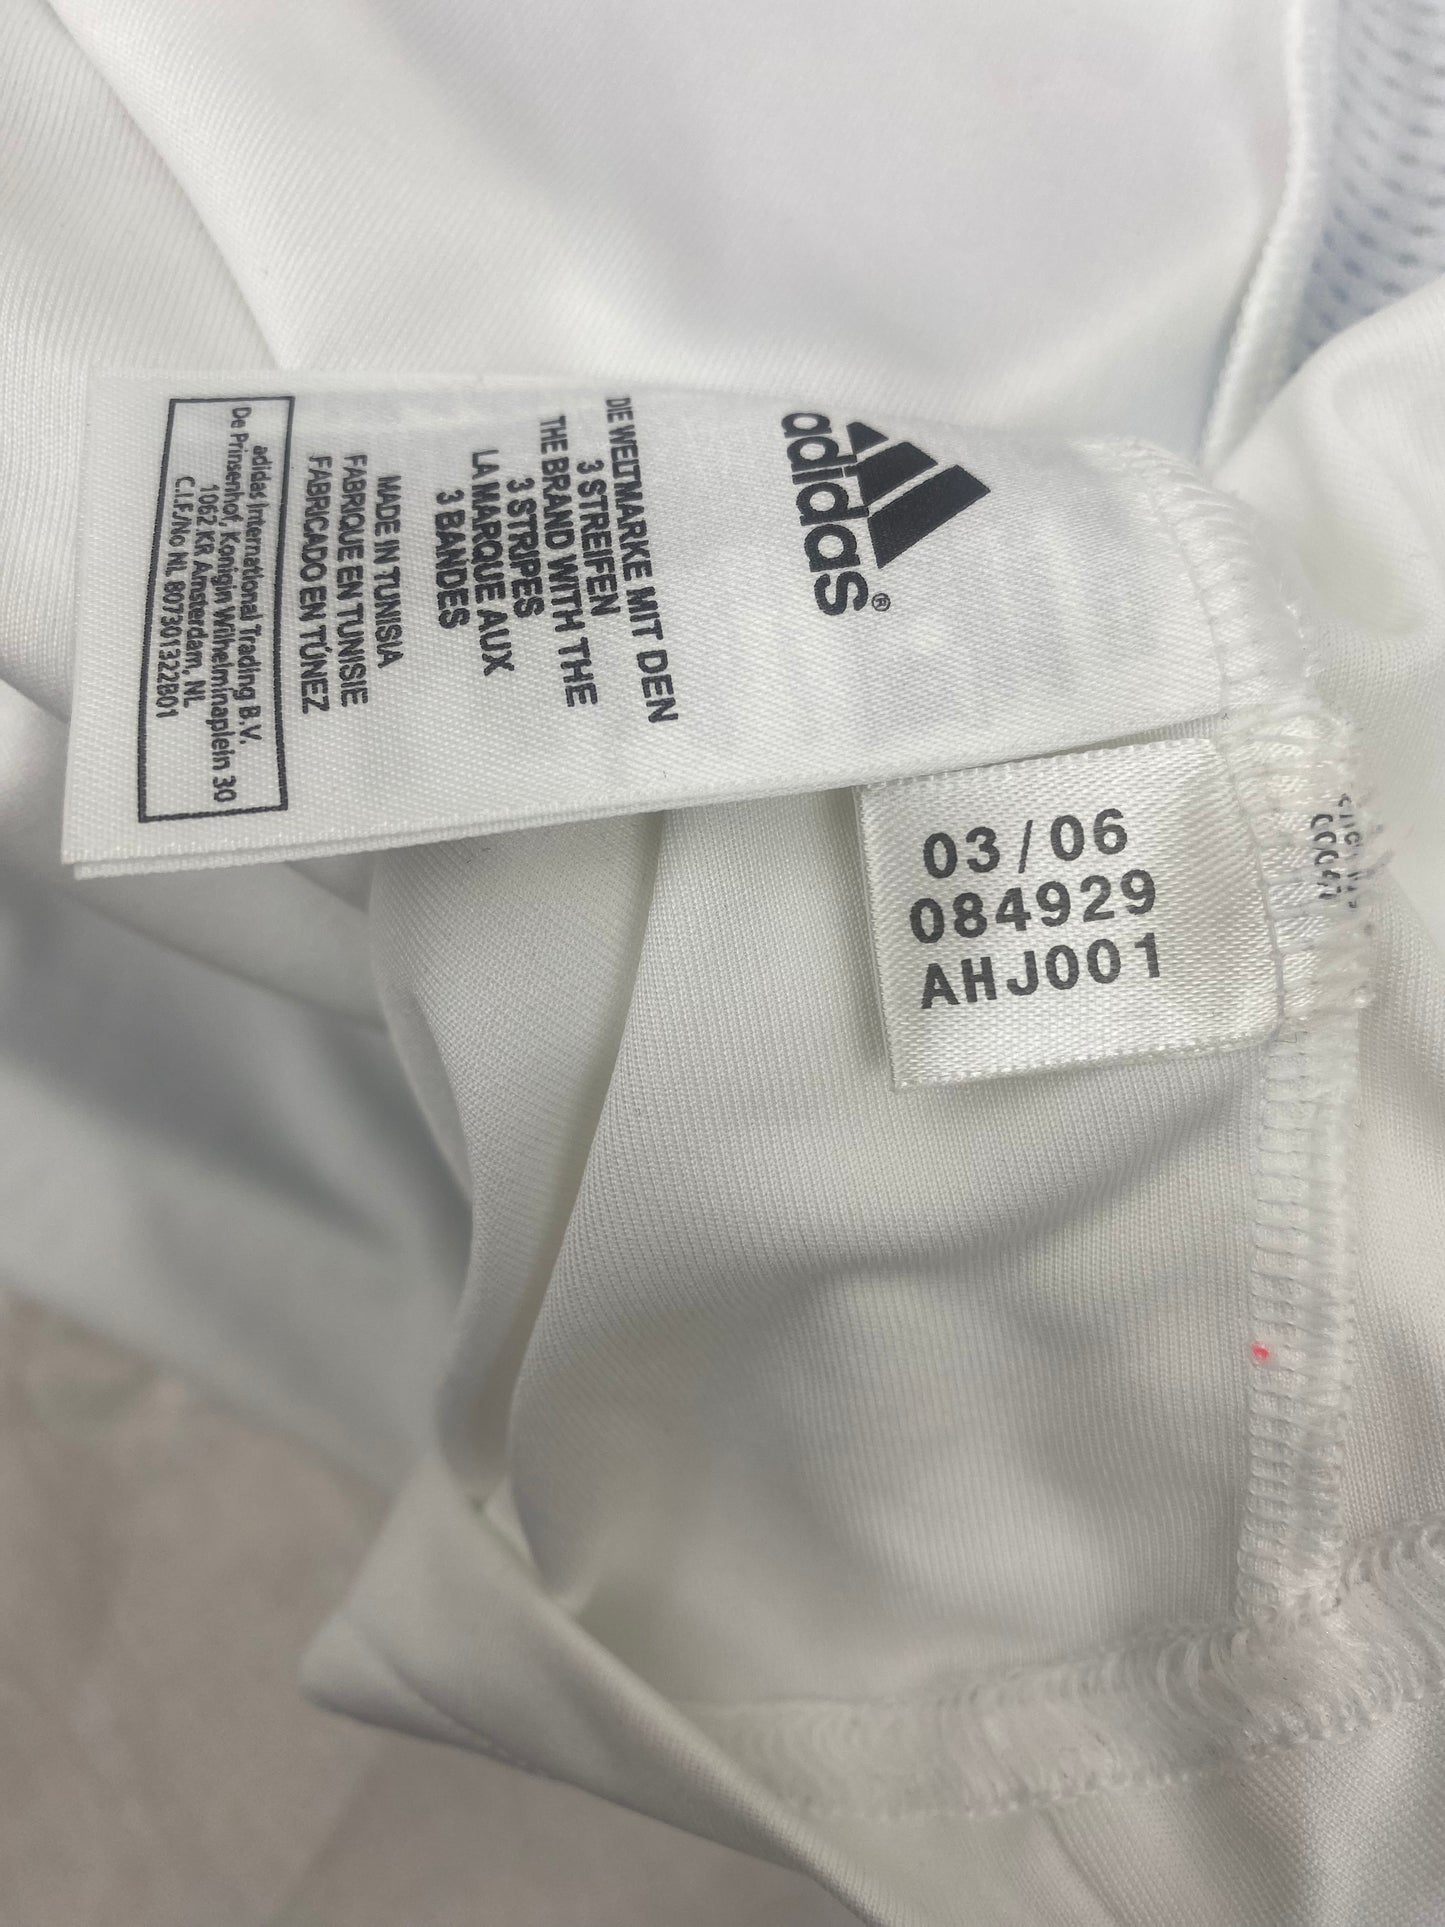 adidas®
DIE WELTMARKE MIT DEN
3 STREIFEN
THE BRAND WITH THE
3 STRIPES
LA MARQUE AUX
3 BANDES
MADE IN TUNISIA
FABRIQUE EN TUNISIE
FABRICADO EN TÚNEZ
adidas International Trading B.V.
De Prinsenhof, Konigin Wilhelminaplein 30
1062 KR Amsterdam, NL
C.I.F/No NL 807301322B01
03/06
084929
AHJ001